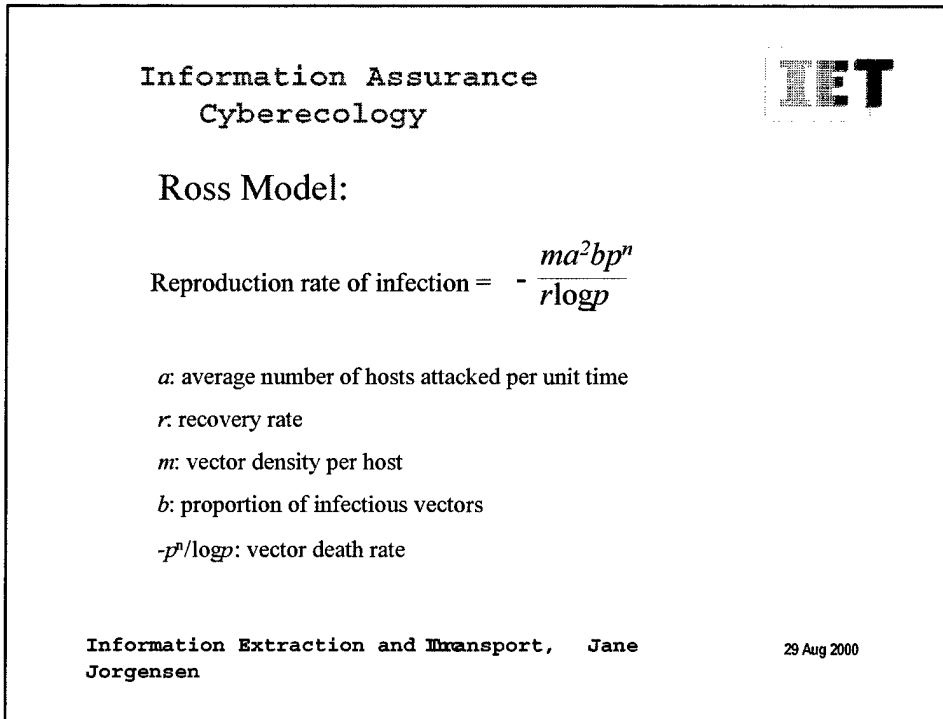 Information Assurance
Cyberecology
IET
Ross Model:
Reproduction rate of infection = - ma²bpⁿ / rlogp
a: average number of hosts attacked per unit time
r: recovery rate
m: vector density per host
b: proportion of infectious vectors
-pⁿ/logp: vector death rate
Information Extraction and Transport, Jane
Jorgensen
29 Aug 2000